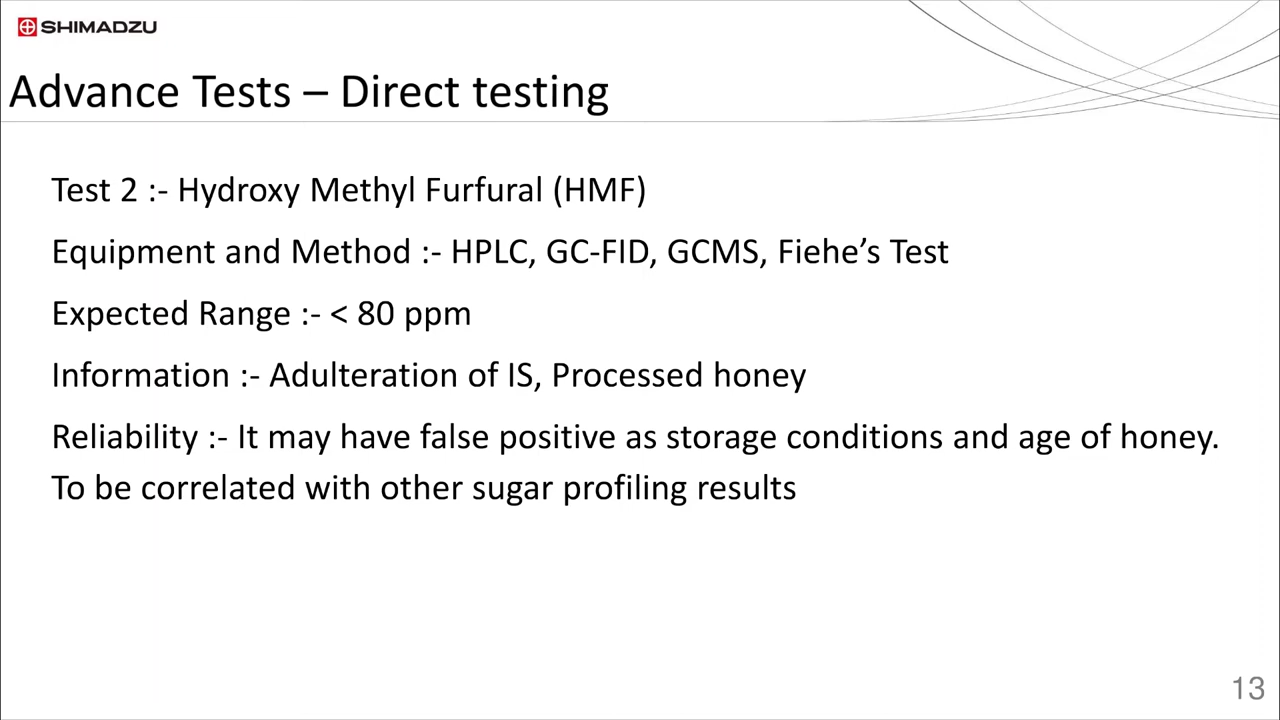 SHIMADZU
Advance Tests – Direct testing
Test 2 :- Hydroxy Methyl Furfural (HMF)
Equipment and Method :- HPLC, GC-FID, GCMS, Fiehe’s Test
Expected Range :- < 80 ppm
Information :- Adulteration of IS, Processed honey
Reliability :- It may have false positive as storage conditions and age of honey.
To be correlated with other sugar profiling results
13